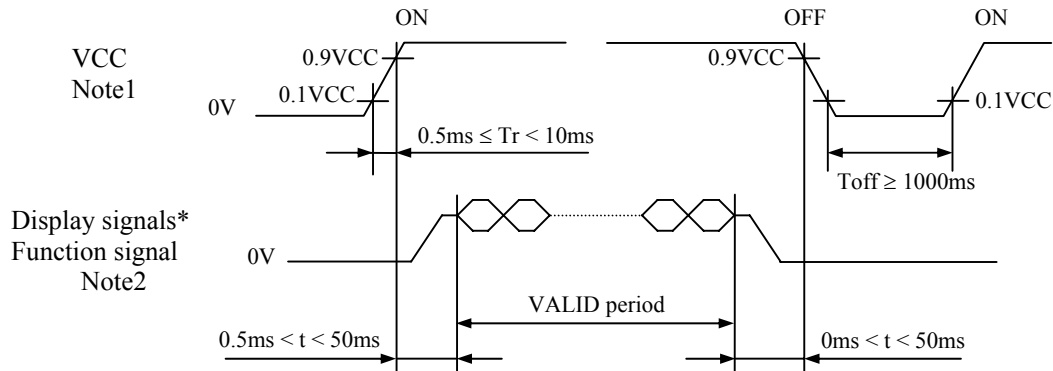 ON
OFF
ON
VCC
Note1
0.9VCC
0.9VCC
0.1VCC
0.1VCC
0V
0.5ms ≤ Tr < 10ms
Toff ≥ 1000ms
Display signals*
Function signal
Note2
0V
VALID period
0.5ms < t < 50ms
0ms < t < 50ms